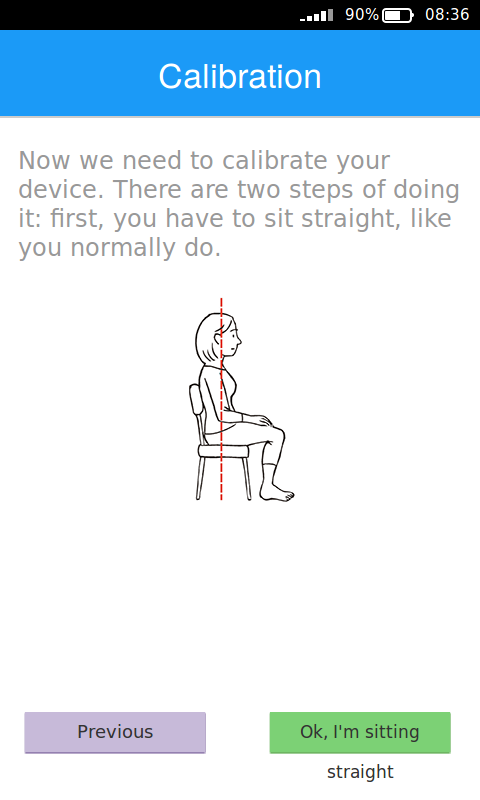 90% 08:36
Calibration
Now we need to calibrate your
device. There are two steps of doing
it: first, you have to sit straight, like
you normally do.
Previous
Ok, I'm sitting
straight